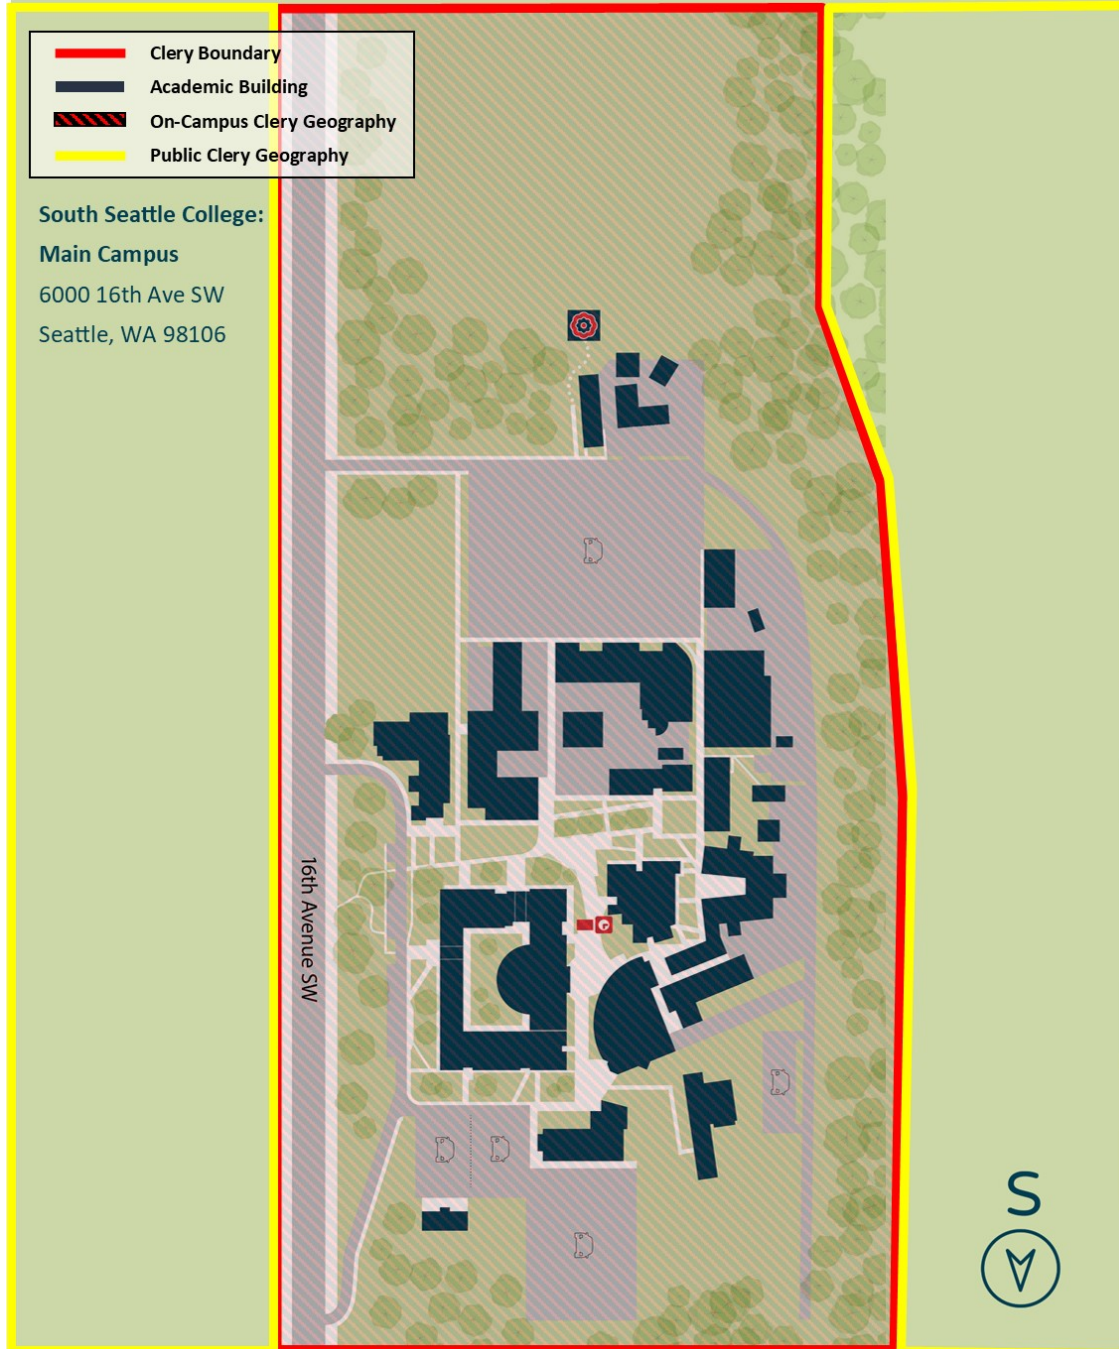 Clery Boundary
Academic Building
On-Campus Clery Geography
Public Clery Geography
South Seattle College:
Main Campus
6000 16th Ave SW
Seattle, WA 98106
16th Avenue SW
S